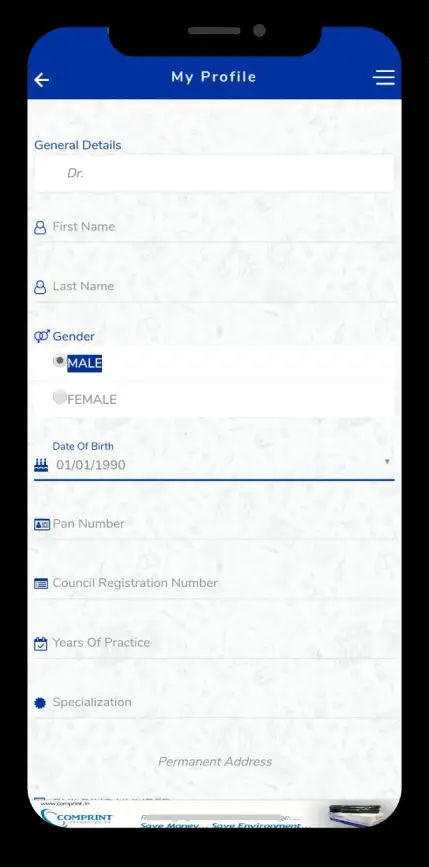 My Profile
General Details
Dr.
First Name
Last Name
Gender
MALE
FEMALE
Date Of Birth
01/01/1990
Pan Number
Council Registration Number
Years Of Practice
Specialization
Permanent Address
www.comprint.in
COMPRINT
TECHNOLOGIES
Save Money... Save Environment...